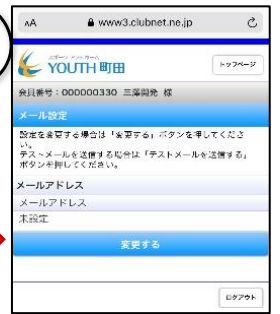 AA www3.clubnet.ne.jp
YOUTH 町田
トップページ
会員番号：000000330 三澤開発 様
メール設定
設定を変更する場合は「変更する」ボタンを押してくださ
い。
テストメールを送信する場合は「テストメールを送信する」
ボタンを押してください。
メールアドレス
メールアドレス
未設定
変更する
ログアウト